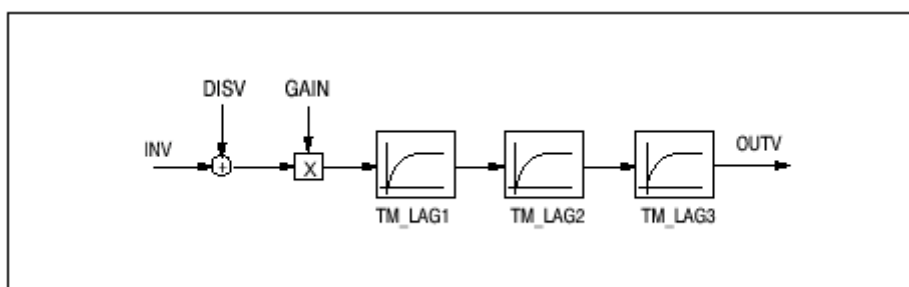 DISV GAIN
INV + X OUTV
TM_LAG1 TM_LAG2 TM_LAG3